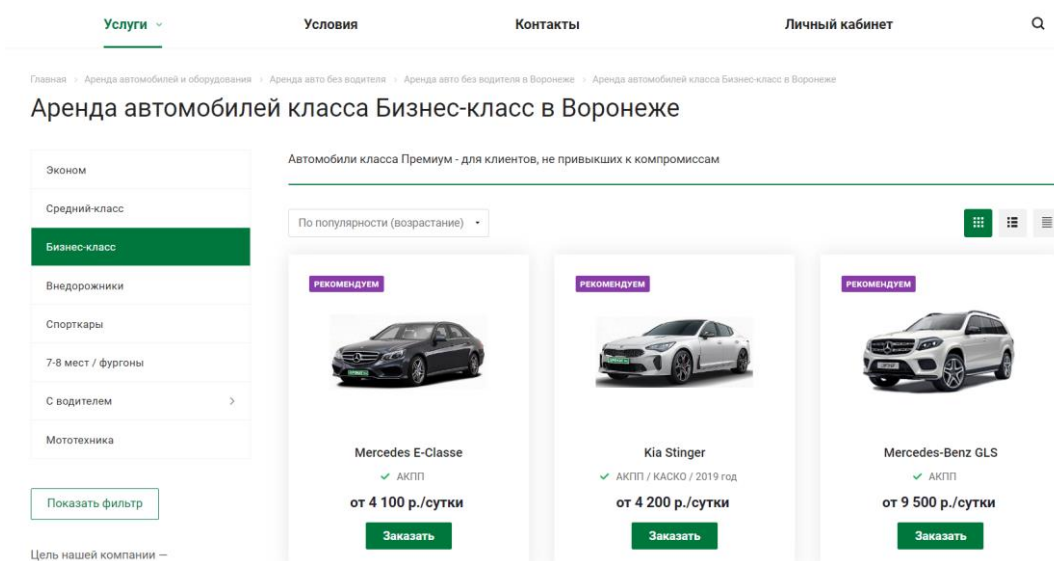 Услуги
Условия
Контакты
Личный кабинет
Главная
Аренда автомобилей и оборудования
Аренда авто без водителя
Аренда авто без водителя в Воронеже
Аренда автомобилей класса Бизнес-класс в Воронеже
Аренда автомобилей класса Бизнес-класс в Воронеже
Эконом
Средний-класс
Бизнес-класс
Внедорожники
Спорткары
7-8 мест / фургоны
С водителем
Мототехника
Показать фильтр
Цель нашей компании —
Автомобили класса Премиум - для клиентов, не привыкших к компромиссам
По популярности (возрастание)
РЕКОМЕНДУЕМ
Mercedes E-Classe
АКПП
от 4 100 р./сутки
Заказать
РЕКОМЕНДУЕМ
Kia Stinger
АКПП / КАСКО / 2019 год
от 4 200 р./сутки
Заказать
РЕКОМЕНДУЕМ
Mercedes-Benz GLS
АКПП
от 9 500 р./сутки
Заказать